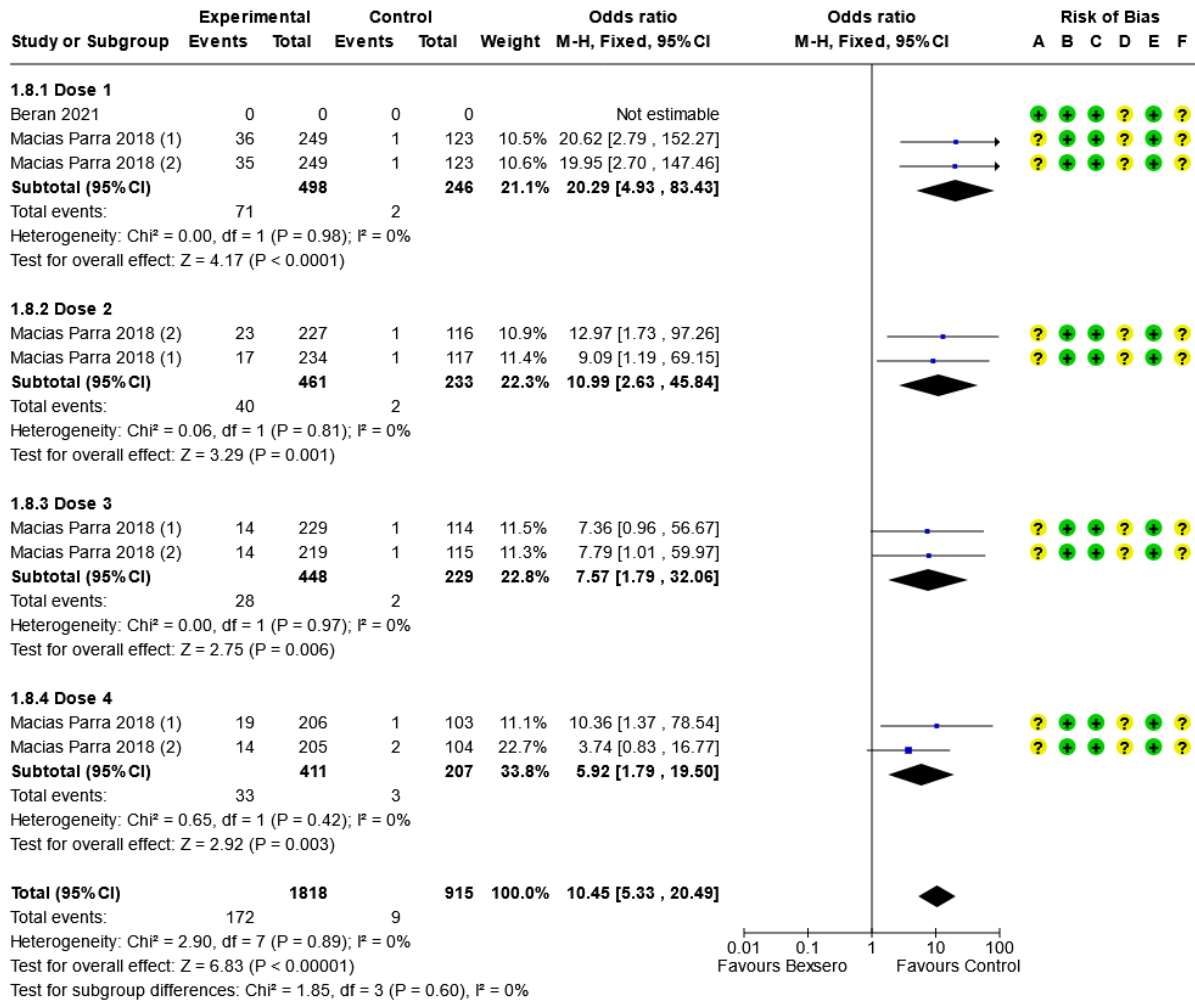 Experimental Control Odds ratio Odds ratio Risk of Bias
Study or Subgroup Events Total Events Total Weight M-H, Fixed, 95% CI M-H, Fixed, 95% CI A B C D E F
1.8.1 Dose 1
Beran 2021 0 0 0 0 Not estimable + + + ? + ?
Macias Parra 2018 (1) 36 249 1 123 10.5% 20.62 [2.79 , 152.27] ? + + ? + ?
Macias Parra 2018 (2) 35 249 1 123 10.6% 19.95 [2.70 , 147.46] ? + + ? + ?
Subtotal (95% CI) 498 246 21.1% 20.29 [4.93 , 83.43]
Total events: 71 2
Heterogeneity: Chi² = 0.00, df = 1 (P = 0.98); I² = 0%
Test for overall effect: Z = 4.17 (P < 0.0001)
1.8.2 Dose 2
Macias Parra 2018 (2) 23 227 1 116 10.9% 12.97 [1.73 , 97.26] ? + + ? + ?
Macias Parra 2018 (1) 17 234 1 117 11.4% 9.09 [1.19 , 69.15] ? + + ? + ?
Subtotal (95% CI) 461 233 22.3% 10.99 [2.63 , 45.84]
Total events: 40 2
Heterogeneity: Chi² = 0.06, df = 1 (P = 0.81); I² = 0%
Test for overall effect: Z = 3.29 (P = 0.001)
1.8.3 Dose 3
Macias Parra 2018 (1) 14 229 1 114 11.5% 7.36 [0.96 , 56.67] ? + + ? + ?
Macias Parra 2018 (2) 14 219 1 115 11.3% 7.79 [1.01 , 59.97] ? + + ? + ?
Subtotal (95% CI) 448 229 22.8% 7.57 [1.79 , 32.06]
Total events: 28 2
Heterogeneity: Chi² = 0.00, df = 1 (P = 0.97); I² = 0%
Test for overall effect: Z = 2.75 (P = 0.006)
1.8.4 Dose 4
Macias Parra 2018 (1) 19 206 1 103 11.1% 10.36 [1.37 , 78.54] ? + + ? + ?
Macias Parra 2018 (2) 14 205 2 104 22.7% 3.74 [0.83 , 16.77] ? + + ? + ?
Subtotal (95% CI) 411 207 33.8% 5.92 [1.79 , 19.50]
Total events: 33 3
Heterogeneity: Chi² = 0.65, df = 1 (P = 0.42); I² = 0%
Test for overall effect: Z = 2.92 (P = 0.003)
Total (95% CI) 1818 915 100.0% 10.45 [5.33 , 20.49]
Total events: 172 9
Heterogeneity: Chi² = 2.90, df = 7 (P = 0.89); I² = 0%
0.01 0.1 1 10 100
Test for overall effect: Z = 6.83 (P < 0.00001)
Favours Bexsero Favours Control
Test for subgroup differences: Chi² = 1.85, df = 3 (P = 0.60), I² = 0%